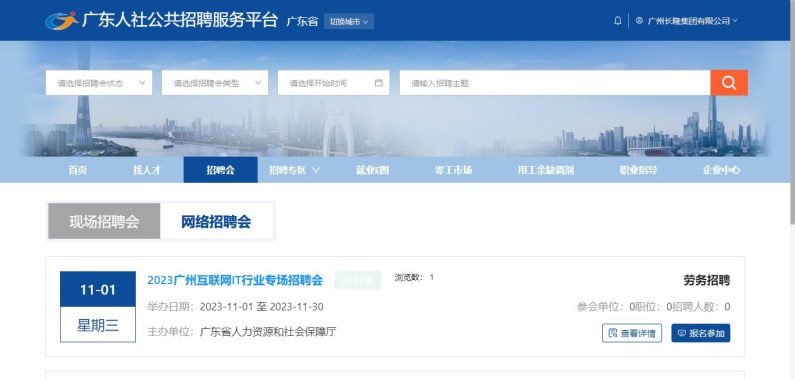 广东人社公共招聘服务平台 广东省 切换城市 广州长隆集团有限公司
请选择招聘会状态 请选择招聘会类型 请选择开始时间 请输入招聘主题
首页 找人才 招聘会 招聘专区 就业E图 零工市场 用工余缺调剂 职业指导 企业中心
现场招聘会 网络招聘会
11-01
星期三
2023广州互联网IT行业专场招聘会 进行中 浏览数: 1 劳务招聘
举办日期: 2023-11-01 至 2023-11-30 参会单位: 0职位: 0招聘人数: 0
主办单位: 广东省人力资源和社会保障厅 查看详情 报名参加